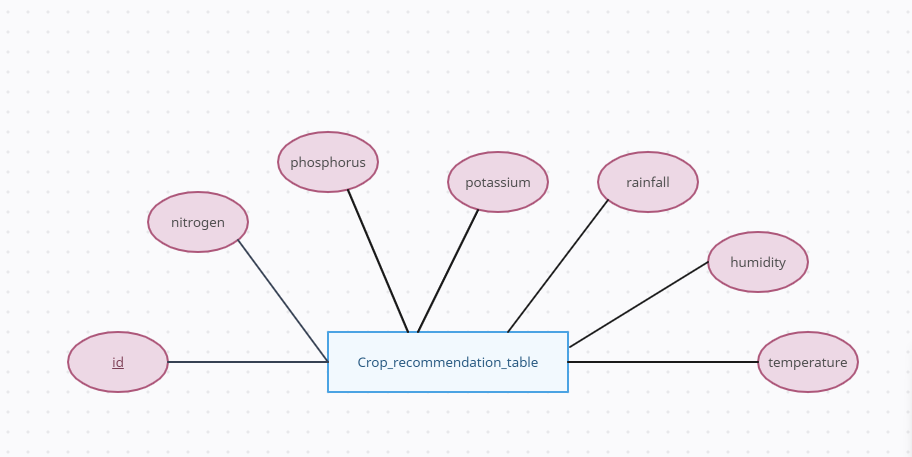 phosphorus
potassium
rainfall
nitrogen
humidity
id
Crop_recommendation_table
temperature